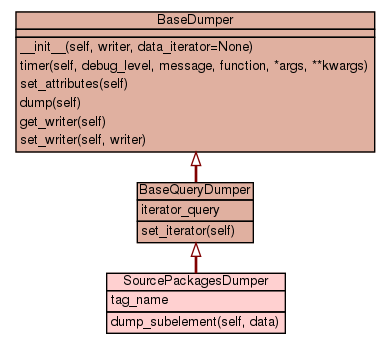 BaseDumper
__init__(self, writer, data_iterator=None)
timer(self, debug_level, message, function, *args, **kwargs)
set_attributes(self)
dump(self)
get_writer(self)
set_writer(self, writer)
BaseQueryDumper
iterator_query
set_iterator(self)
SourcePackagesDumper
tag_name
dump_subelement(self, data)